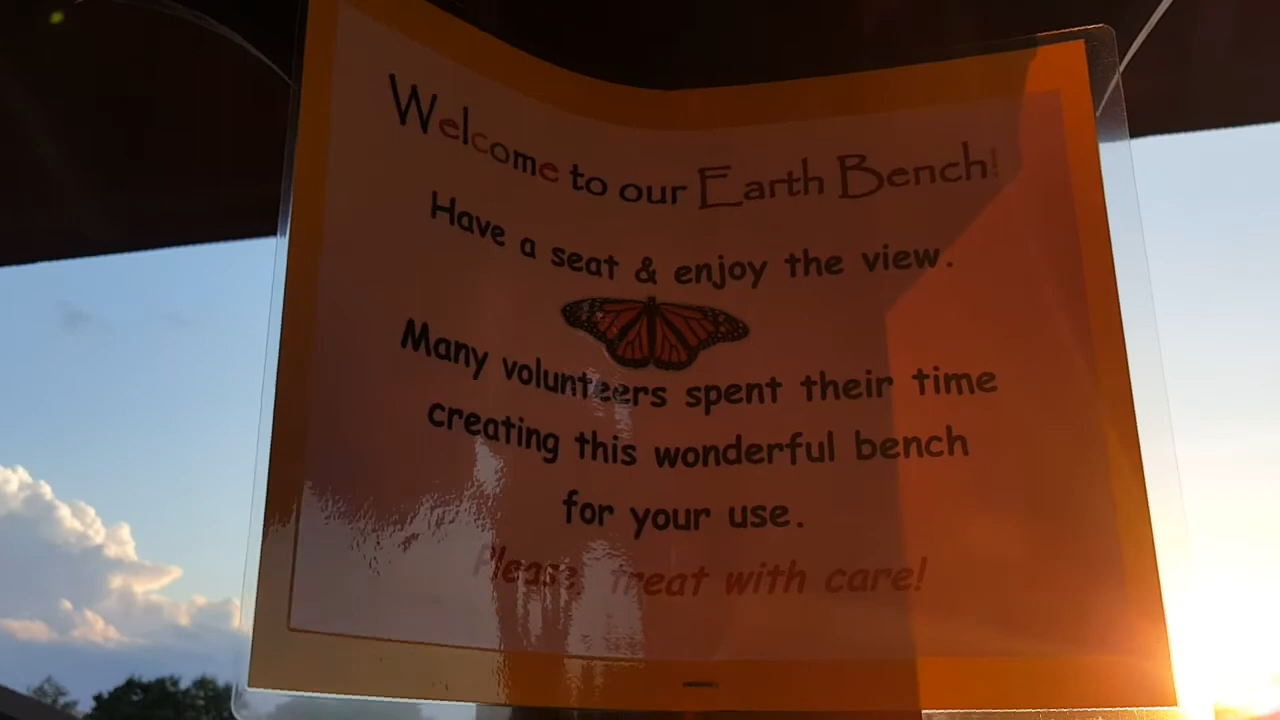 Welcome to our Earth Bench!
Have a seat & enjoy the view.
Many volunteers spent their time
creating this wonderful bench
for your use.
Please, treat with care!